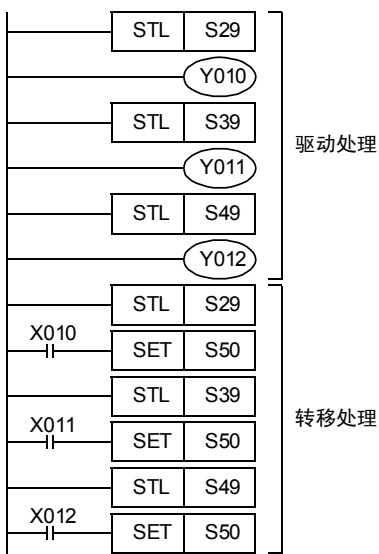 STL S29
Y010
STL S39
Y011
STL S49
Y012
驱动处理
STL S29
X010
SET S50
STL S39
X011
SET S50
STL S49
X012
SET S50
转移处理